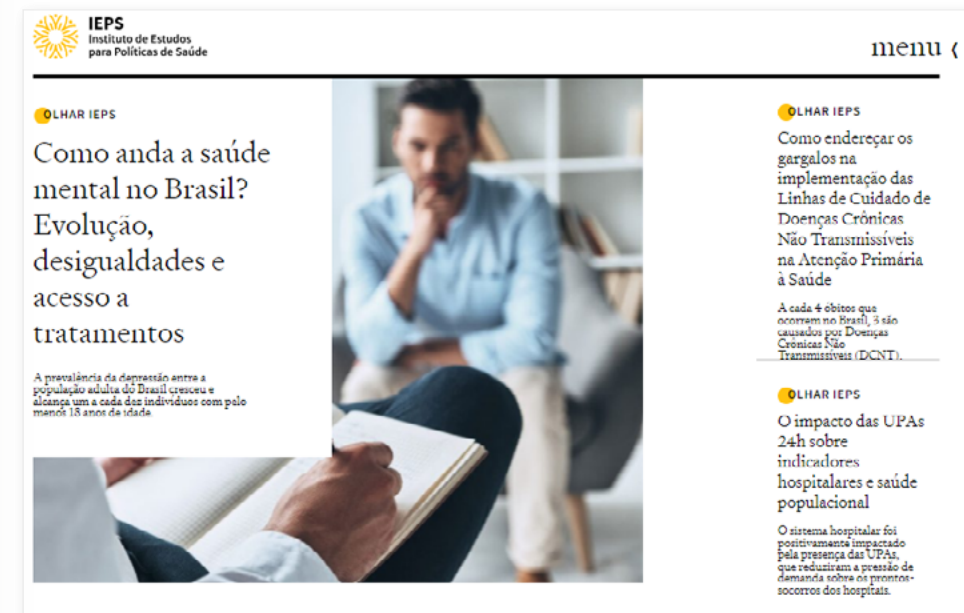 IEPS
Instituto de Estudos
para Políticas de Saúde
menu
OLHAR IEPS
Como anda a saúde
mental no Brasil?
Evolução,
desigualdades e
acesso a
tratamentos
A prevalência da depressão entre a
população adulta do Brasil cresceu e
alcança um a cada dez indivíduos com pelo
menos 18 anos de idade
OLHAR IEPS
Como endereçar os
gargalos na
implementação das
Linhas de Cuidado de
Doenças Crônicas
Não Transmissíveis
na Atenção Primária
à Saúde
A cada 4 óbitos que
ocorrem no Brasil, 3 são
causados por Doenças
Crônicas Não
Transmissíveis (DCNT).
OLHAR IEPS
O impacto das UPAs
24h sobre
indicadores
hospitalares e saúde
populacional
O sistema hospitalar foi
positivamente impactado
pela presença das UPAs,
que reduziram a pressão de
demanda sobre os prontos-
socorros dos hospitais.